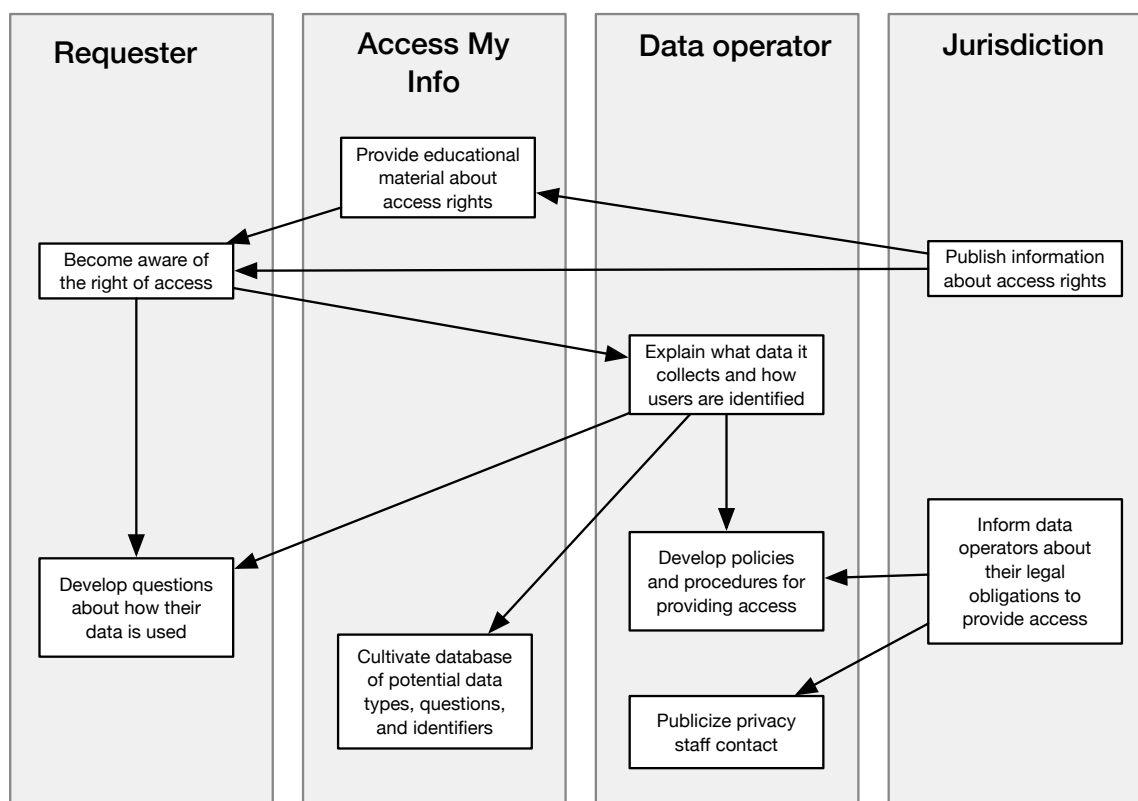 Requester
Access My
Info
Data operator
Jurisdiction
Provide educational
material about
access rights
Become aware of
the right of access
Publish information
about access rights
Explain what data it
collects and how
users are identified
Develop questions
about how their
data is used
Cultivate database
of potential data
types, questions,
and identifiers
Develop policies
and procedures for
providing access
Publicize privacy
staff contact
Inform data
operators about
their legal
obligations to
provide access